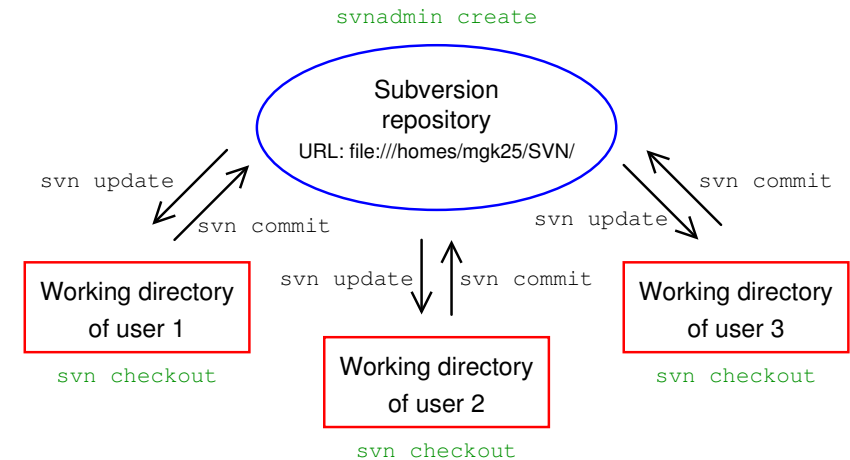 svnadmin create
Subversion
repository
URL: file:///homes/mgk25/SVN/
svn update
svn commit
svn update
svn commit
svn update
svn commit
Working directory
of user 1
svn checkout
Working directory
of user 2
svn checkout
Working directory
of user 3
svn checkout